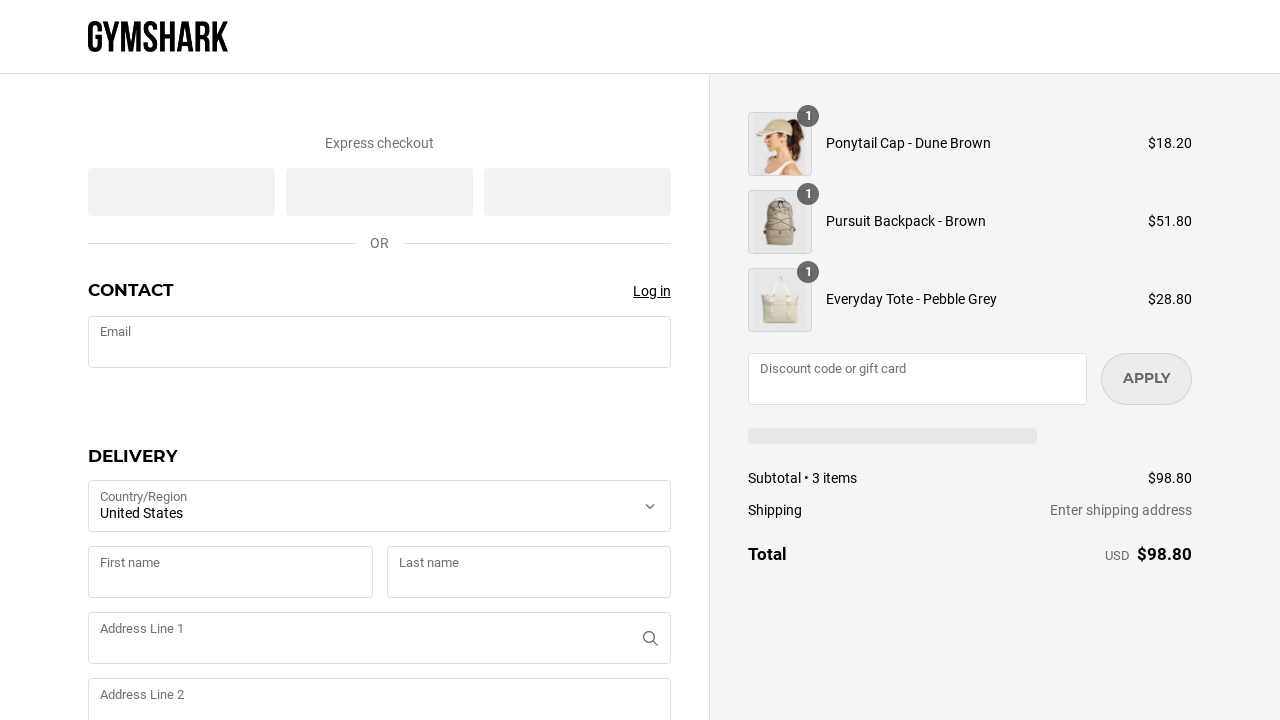 GYMSHARK
Express checkout
OR
CONTACT
Log in
Email
DELIVERY
Country/Region
United States
First name
Last name
Address Line 1
Address Line 2
1
Ponytail Cap - Dune Brown
$18.20
1
Pursuit Backpack - Brown
$51.80
1
Everyday Tote - Pebble Grey
$28.80
Discount code or gift card
APPLY
Subtotal • 3 items
$98.80
Shipping
Enter shipping address
Total
USD $98.80